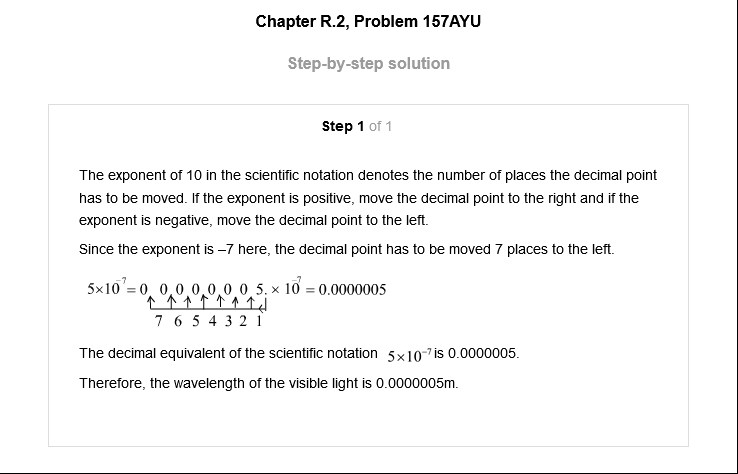 Chapter R.2, Problem 157AYU
Step-by-step solution
Step 1 of 1
The exponent of 10 in the scientific notation denotes the number of places the decimal point
has to be moved. If the exponent is positive, move the decimal point to the right and if the
exponent is negative, move the decimal point to the left.
Since the exponent is –7 here, the decimal point has to be moved 7 places to the left.
5×10⁻⁷ = 0 0 0 0 0 0 0 5. × 10⁻⁷ = 0.0000005
7 6 5 4 3 2 1
The decimal equivalent of the scientific notation 5×10⁻⁷ is 0.0000005.
Therefore, the wavelength of the visible light is 0.0000005m.